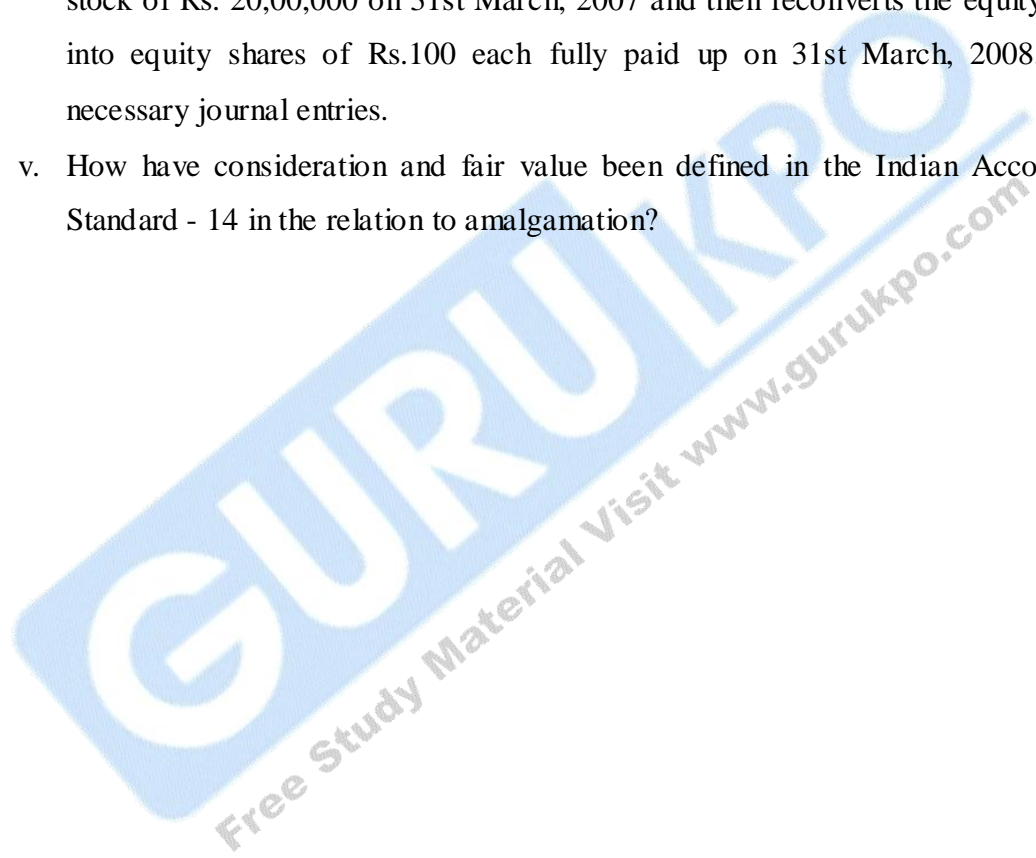 stock of Rs. 20,00,000 on 31st March, 2007 and then reconverts the equity
into equity shares of Rs.100 each fully paid up on 31st March, 2008
necessary journal entries.
v. How have consideration and fair value been defined in the Indian Acco
Standard - 14 in the relation to amalgamation?
GURU KPO
Free Study Material Visit www.gurukpo.com